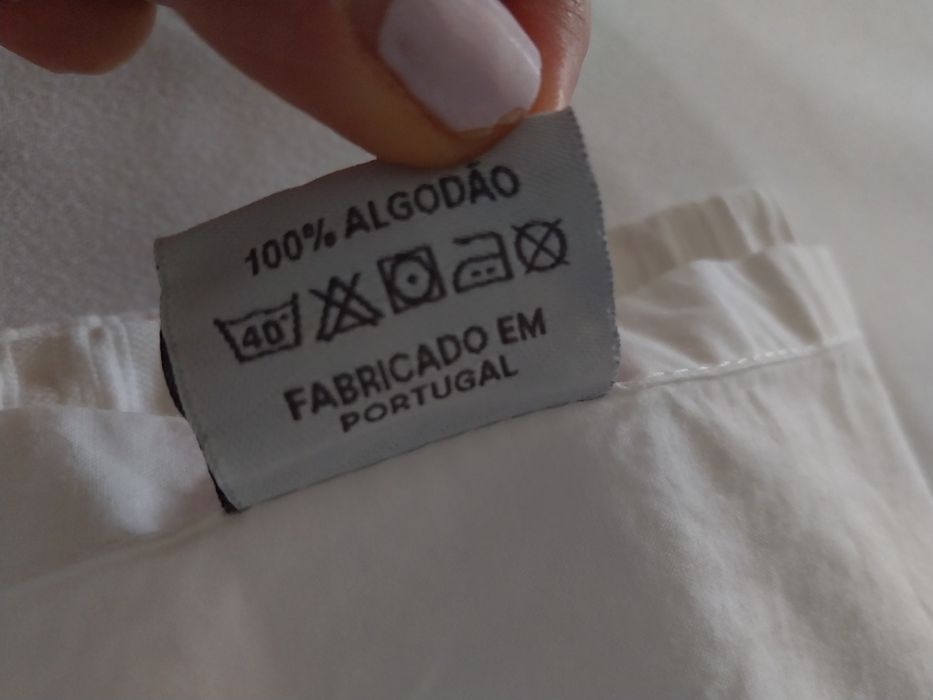 100% ALGODÃO
40°
FABRICADO EM
PORTUGAL